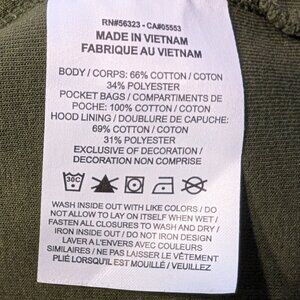 RN#56323 - CA#05553
MADE IN VIETNAM
FABRIQUE AU VIETNAM
BODY / CORPS: 66% COTTON / COTON
34% POLYESTER
POCKET BAGS / COMPARTIMENTS DE
POCHE: 100% COTTON / COTON
HOOD LINING / DOUBLURE DE CAPUCHE:
69% COTTON / COTON
31% POLYESTER
EXCLUSIVE OF DECORATION /
DECORATION NON COMPRISE
30C
WASH INSIDE OUT WITH LIKE COLORS / DO
NOT ALLOW TO LAY ON ITSELF WHEN WET /
FASTEN ALL CLOSURES TO WASH AND DRY /
IRON INSIDE OUT / DO NOT IRON DESIGN
LAVER A L'ENVERS AVEC COULEURS
SIMILAIRES / NE PAS LAISSER LE VÊTEMENT
PLIÉ LORSQU'IL EST MOUILLÉ / VEUILLEZ